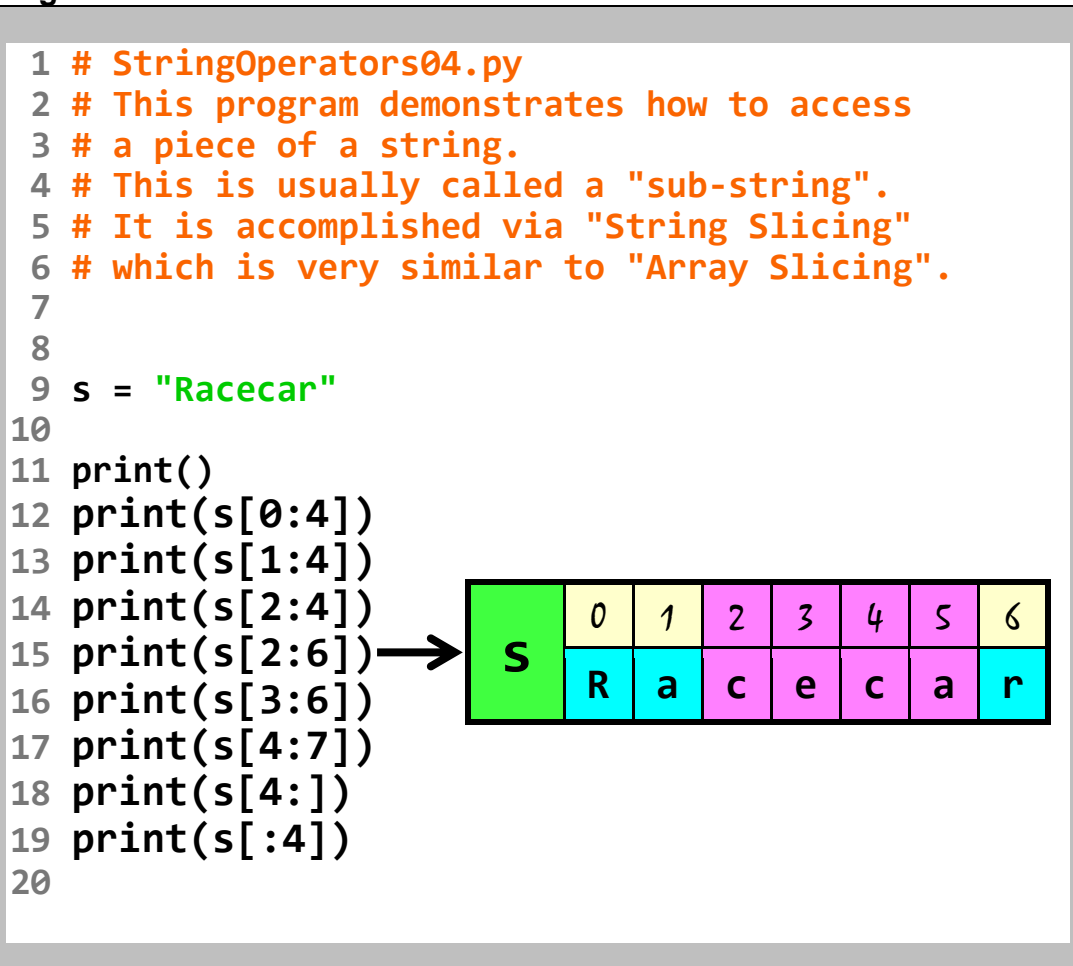 1 # StringOperators04.py
2 # This program demonstrates how to access
3 # a piece of a string.
4 # This is usually called a "sub-string".
5 # It is accomplished via "String Slicing"
6 # which is very similar to "Array Slicing".
7
8
9 s = "Racecar"
10
11 print()
12 print(s[0:4])
13 print(s[1:4])
14 print(s[2:4])
15 print(s[2:6])
16 print(s[3:6])
17 print(s[4:7])
18 print(s[4:])
19 print(s[:4])
20
s
0 1 2 3 4 5 6
R a c e c a r